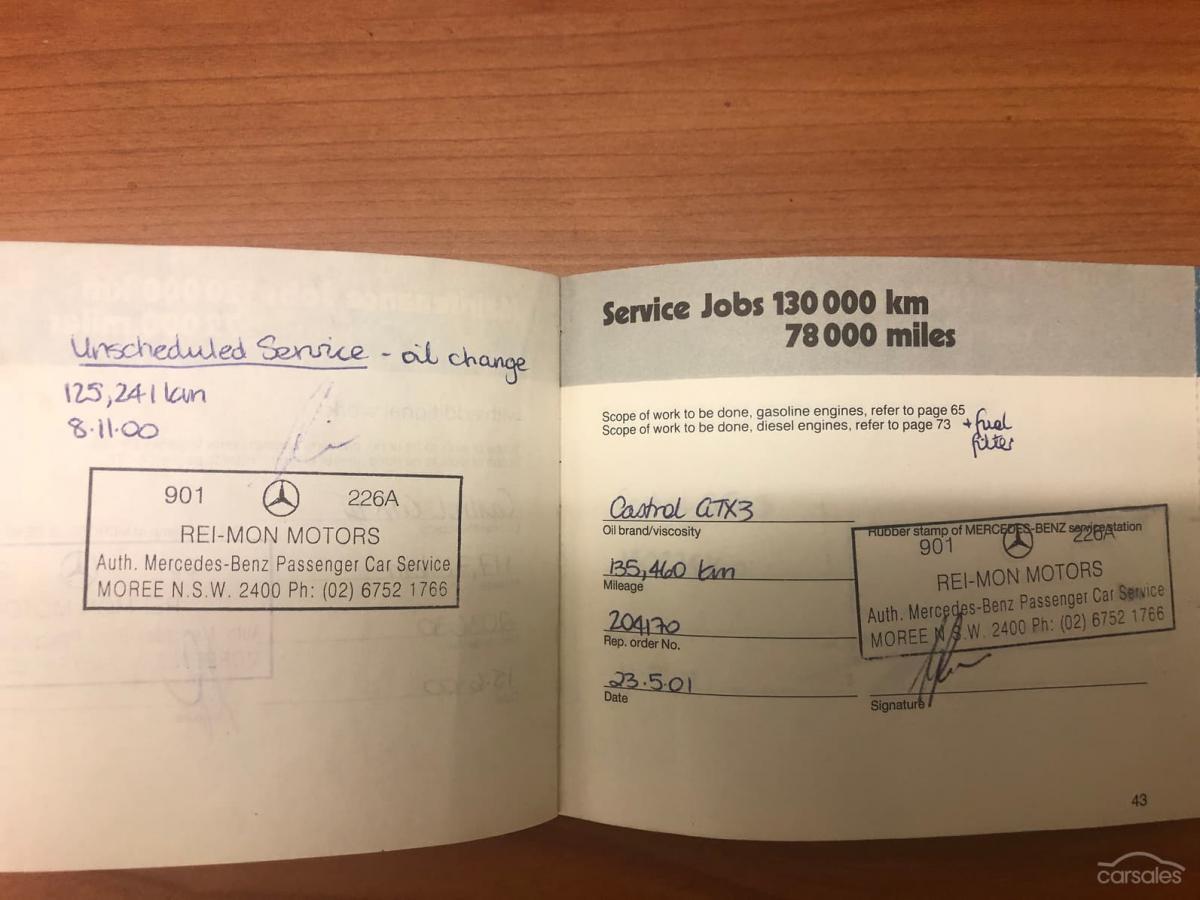 Unscheduled Service - oil change
125,241 km
8.11.00
901 226A
REI-MON MOTORS
Auth. Mercedes-Benz Passenger Car Service
MOREE N.S.W. 2400 Ph: (02) 6752 1766
Service Jobs 130 000 km
78 000 miles
Scope of work to be done, gasoline engines, refer to page 65
Scope of work to be done, diesel engines, refer to page 73
+ fuel
filter
Castrol GTX3
Oil brand/viscosity
135,460 km
Mileage
204170
Rep. order No.
23.5.01
Date
Rubber stamp of MERCEDES-BENZ service station
901 226A
REI-MON MOTORS
Auth. Mercedes-Benz Passenger Car Service
MOREE N.S.W. 2400 Ph: (02) 6752 1766
Signature
43
carsales